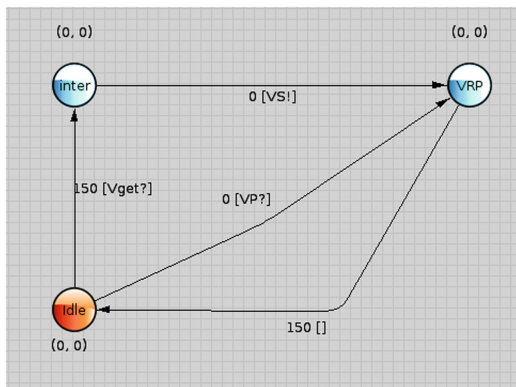 (0, 0)
(0, 0)
inter
VRP
0 [VS!]
150 [Vget?]
0 [VP?]
Idle
150 []
(0, 0)